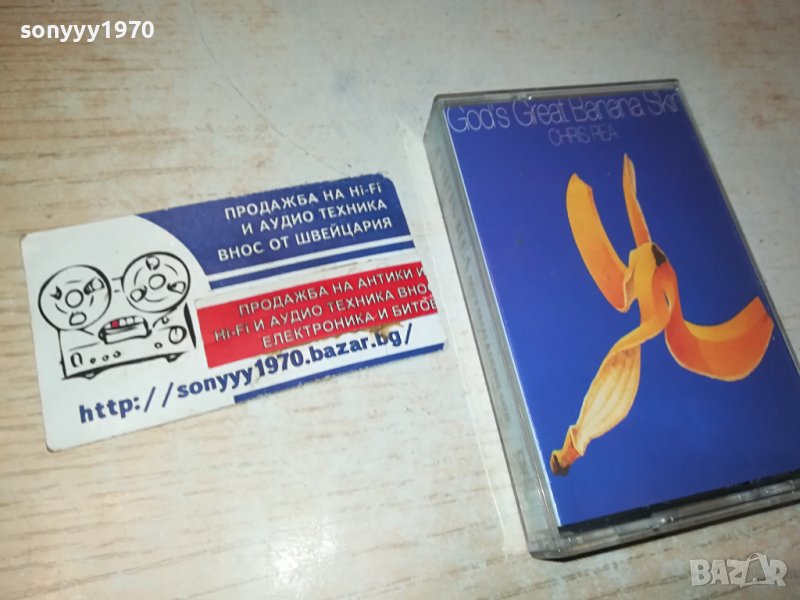 sonyyy1970
ПРОДАЖБА НА Hi-Fi
И АУДИО ТЕХНИКА
ВНОС ОТ ШВЕЙЦАРИЯ
ПРОДАЖБА НА АНТИКИ И
Hi-Fi И АУДИО ТЕХНИКА ВНОС
ЕЛЕКТРОНИКА И БИТОВ
http://sonyyy1970.bazar.bg/
God's Great Banana Skin
CHRIS REA
BAZAR